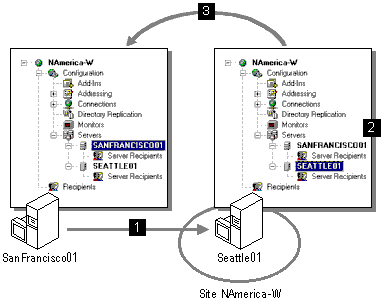 3
NAmerica-W
Configuration
Add-Ins
Addressing
Connections
Directory Replication
Monitors
Servers
SANFRANCISCO01
Server Recipients
SEATTLE01
Server Recipients
Recipients
NAmerica-W
Configuration
Add-Ins
Addressing
Connections
Directory Replication
Monitors
Servers
SANFRANCISCO01
Server Recipients
SEATTLE01
Server Recipients
Recipients
2
1
SanFrancisco01
Seattle01
Site NAmerica-W